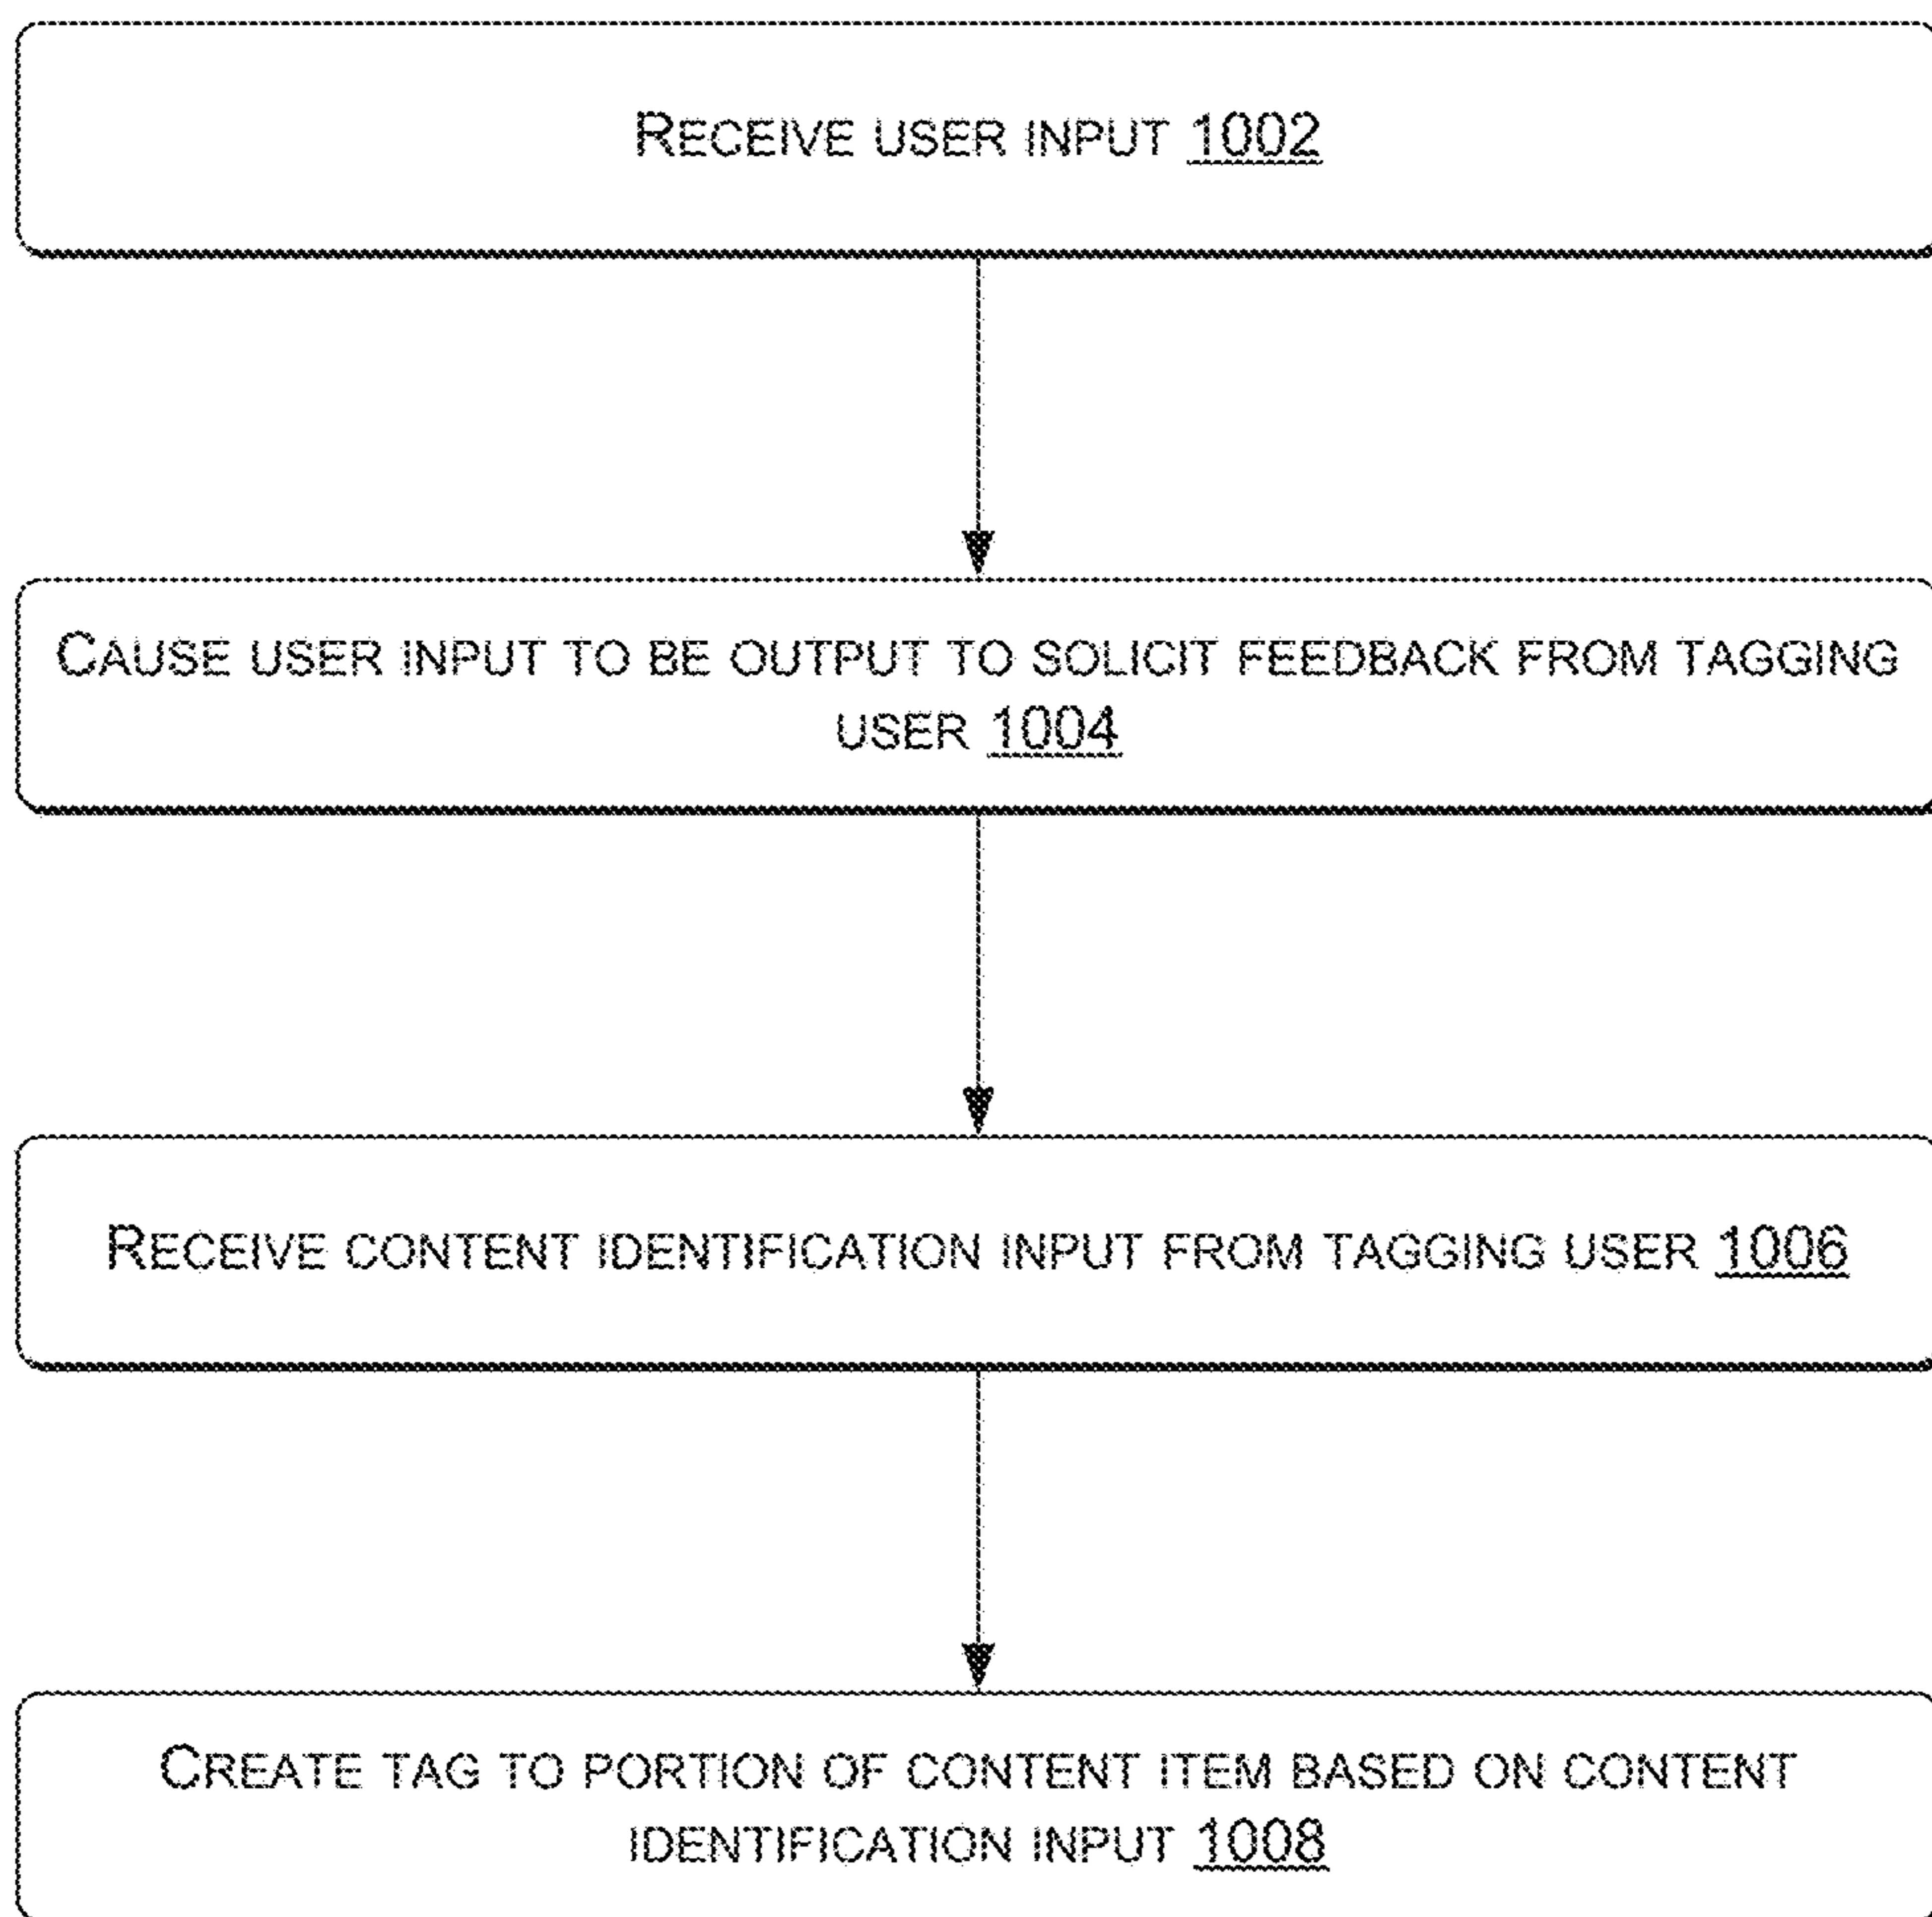 RECEIVE USER INPUT 1002
CAUSE USER INPUT TO BE OUTPUT TO SOLICIT FEEDBACK FROM TAGGING
USER 1004
RECEIVE CONTENT IDENTIFICATION INPUT FROM TAGGING USER 1006
CREATE TAG TO PORTION OF CONTENT ITEM BASED ON CONTENT
IDENTIFICATION INPUT 1008